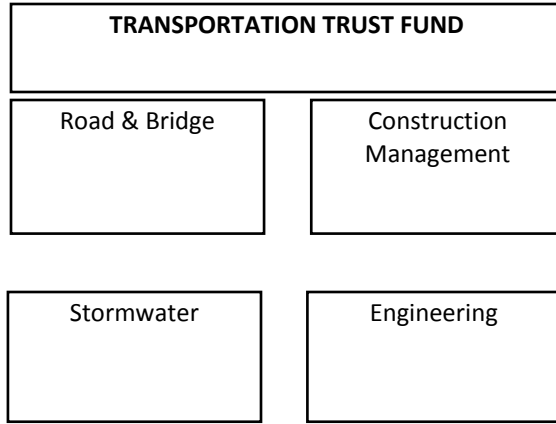 TRANSPORTATION TRUST FUND
Road & Bridge
Construction
Management
Stormwater
Engineering